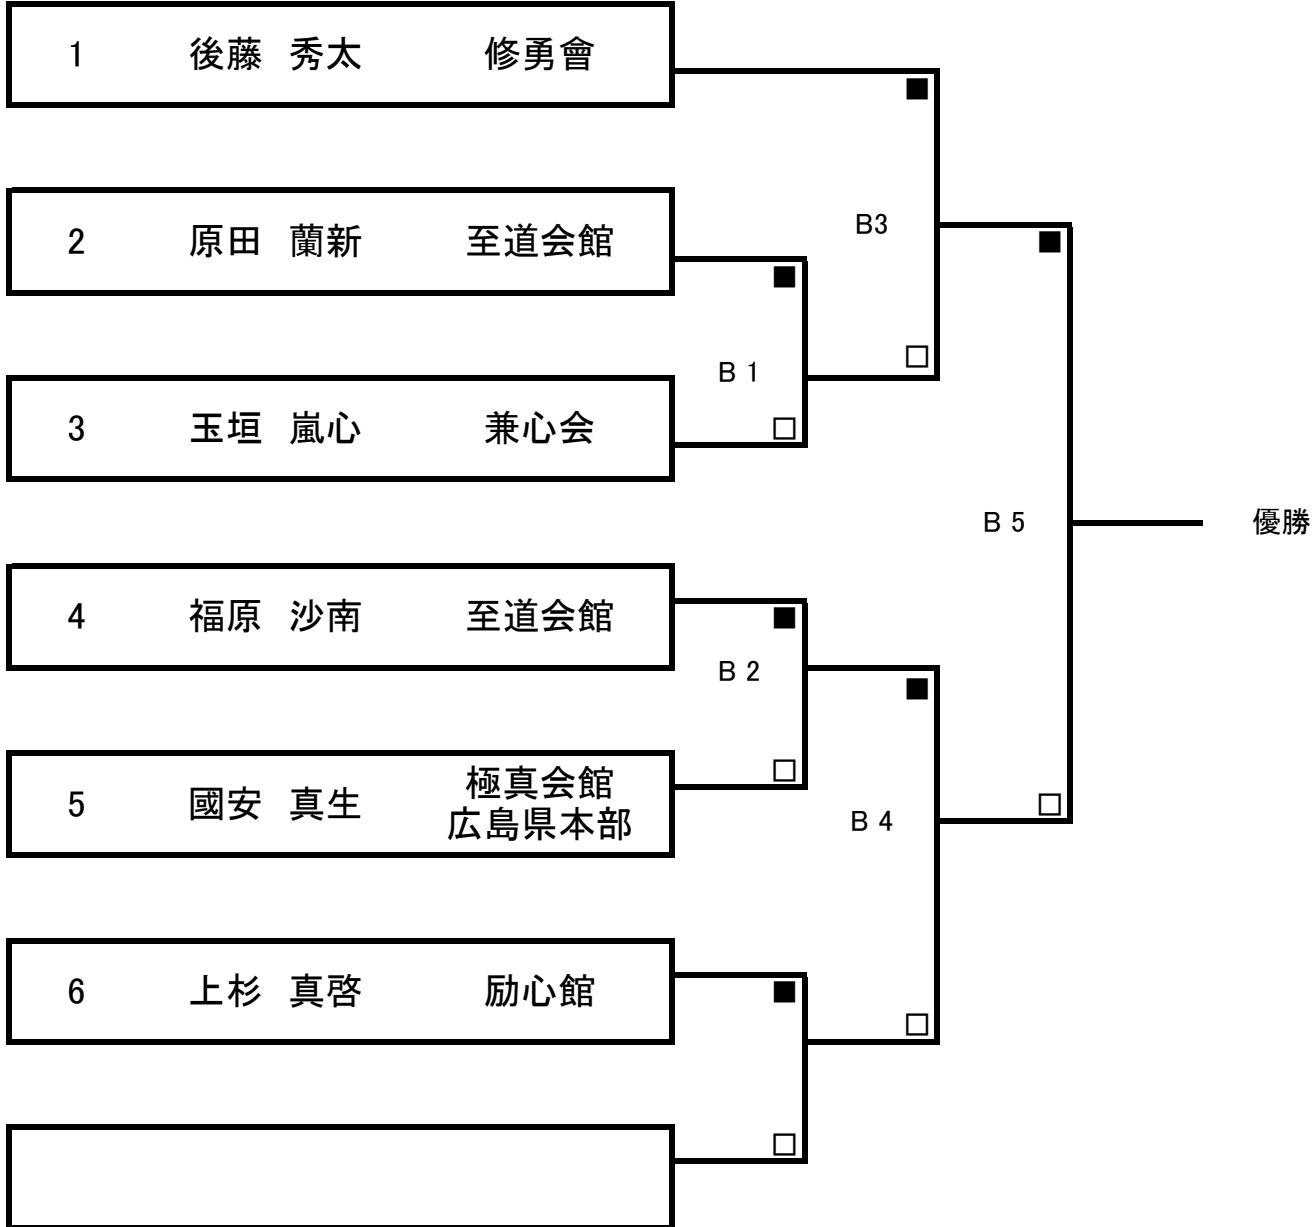 1 後藤 秀太 修勇會
B3
2 原田 蘭新 至道会館
B 1
3 玉垣 嵐心 兼心会
B 5 優勝
4 福原 沙南 至道会館
B 2
5 國安 真生 極真会館
広島県本部
B 4
6 上杉 真啓 励心館